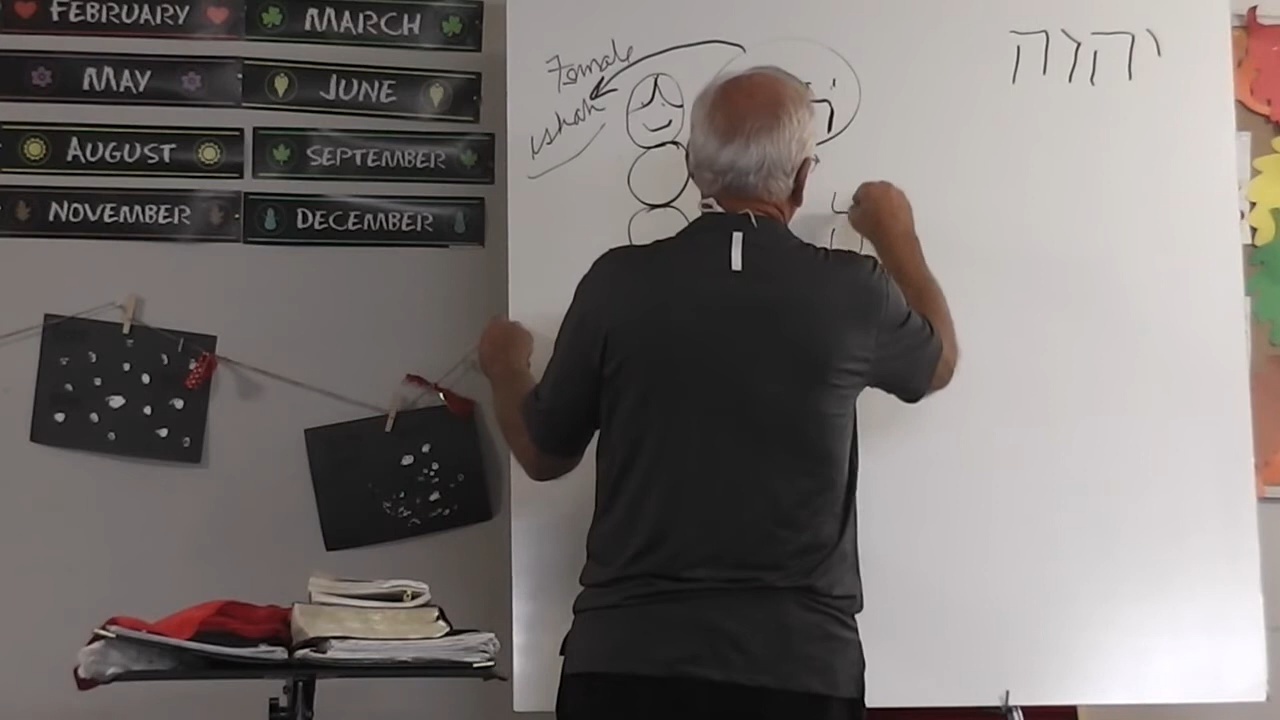 FEBRUARY
MARCH
MAY
JUNE
AUGUST
SEPTEMBER
NOVEMBER
DECEMBER
Female
ishah
יהוה